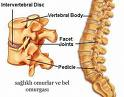 Intervertebral Disc
Vertebral Body
Facet
Joints
Pedicle
sağlıklı omurlar ve bel
omurgası